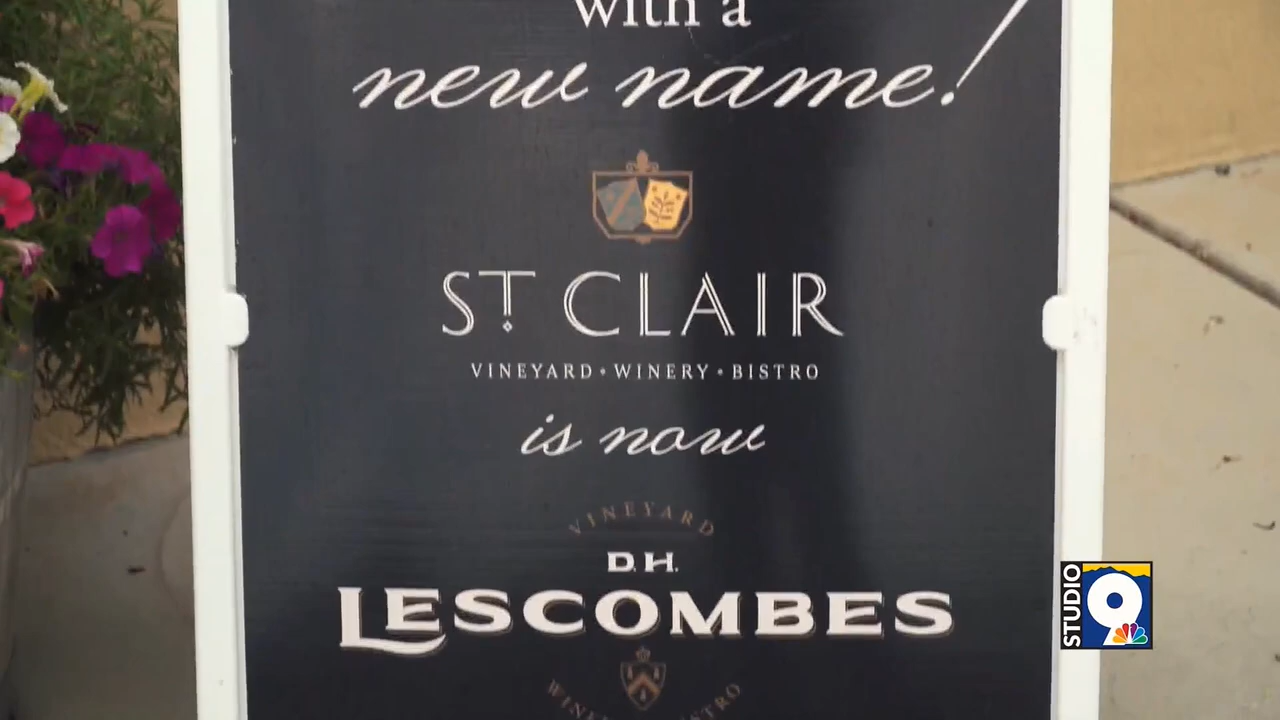 with a
new name!
ST. CLAIR
VINEYARD • WINERY • BISTRO
is now
VINEYARD
D.H.
LESCOMBES
STUDIO
9